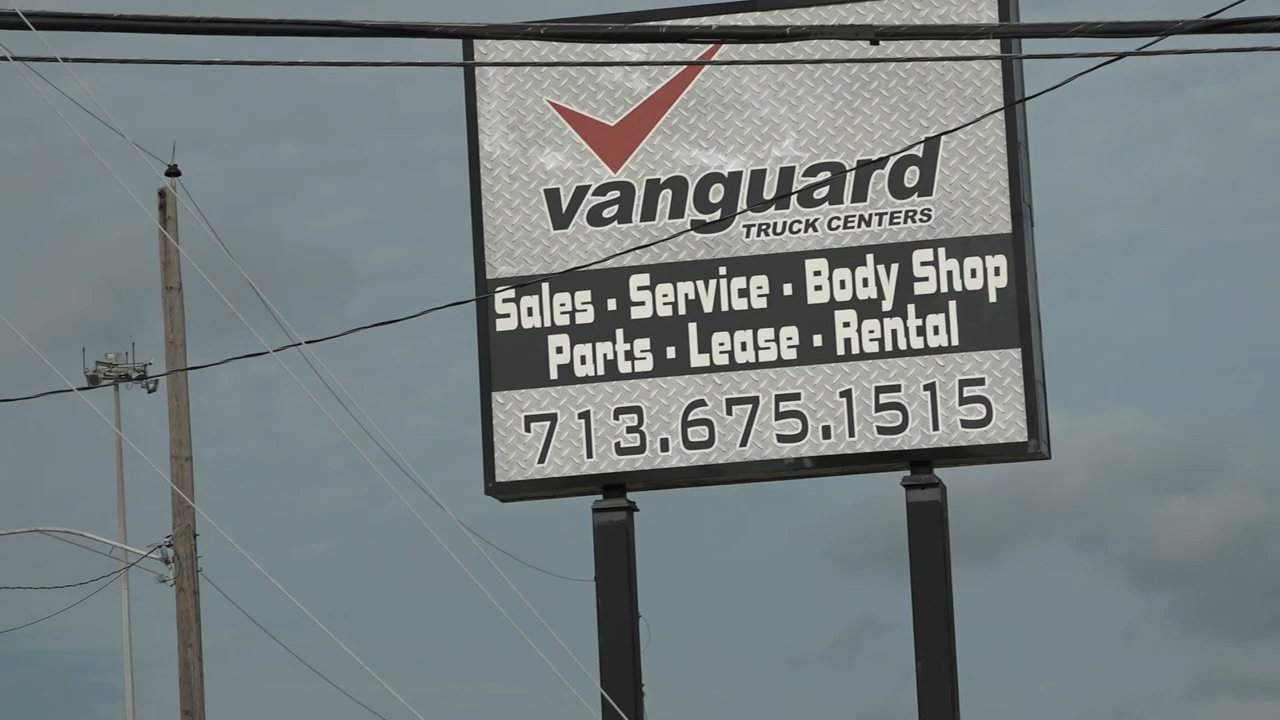 vanguard
TRUCK CENTERS
Sales · Service · Body Shop
Parts · Lease · Rental
713.675.1515